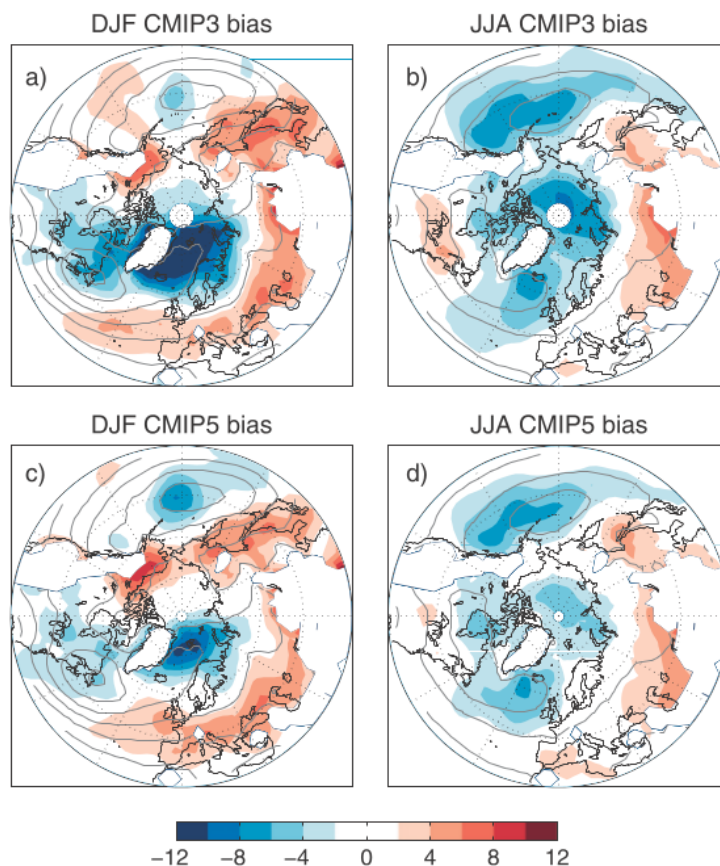 DJF CMIP3 bias
JJA CMIP3 bias
a)
b)
DJF CMIP5 bias
JJA CMIP5 bias
c)
d)
−12 −8 −4 0 4 8 12